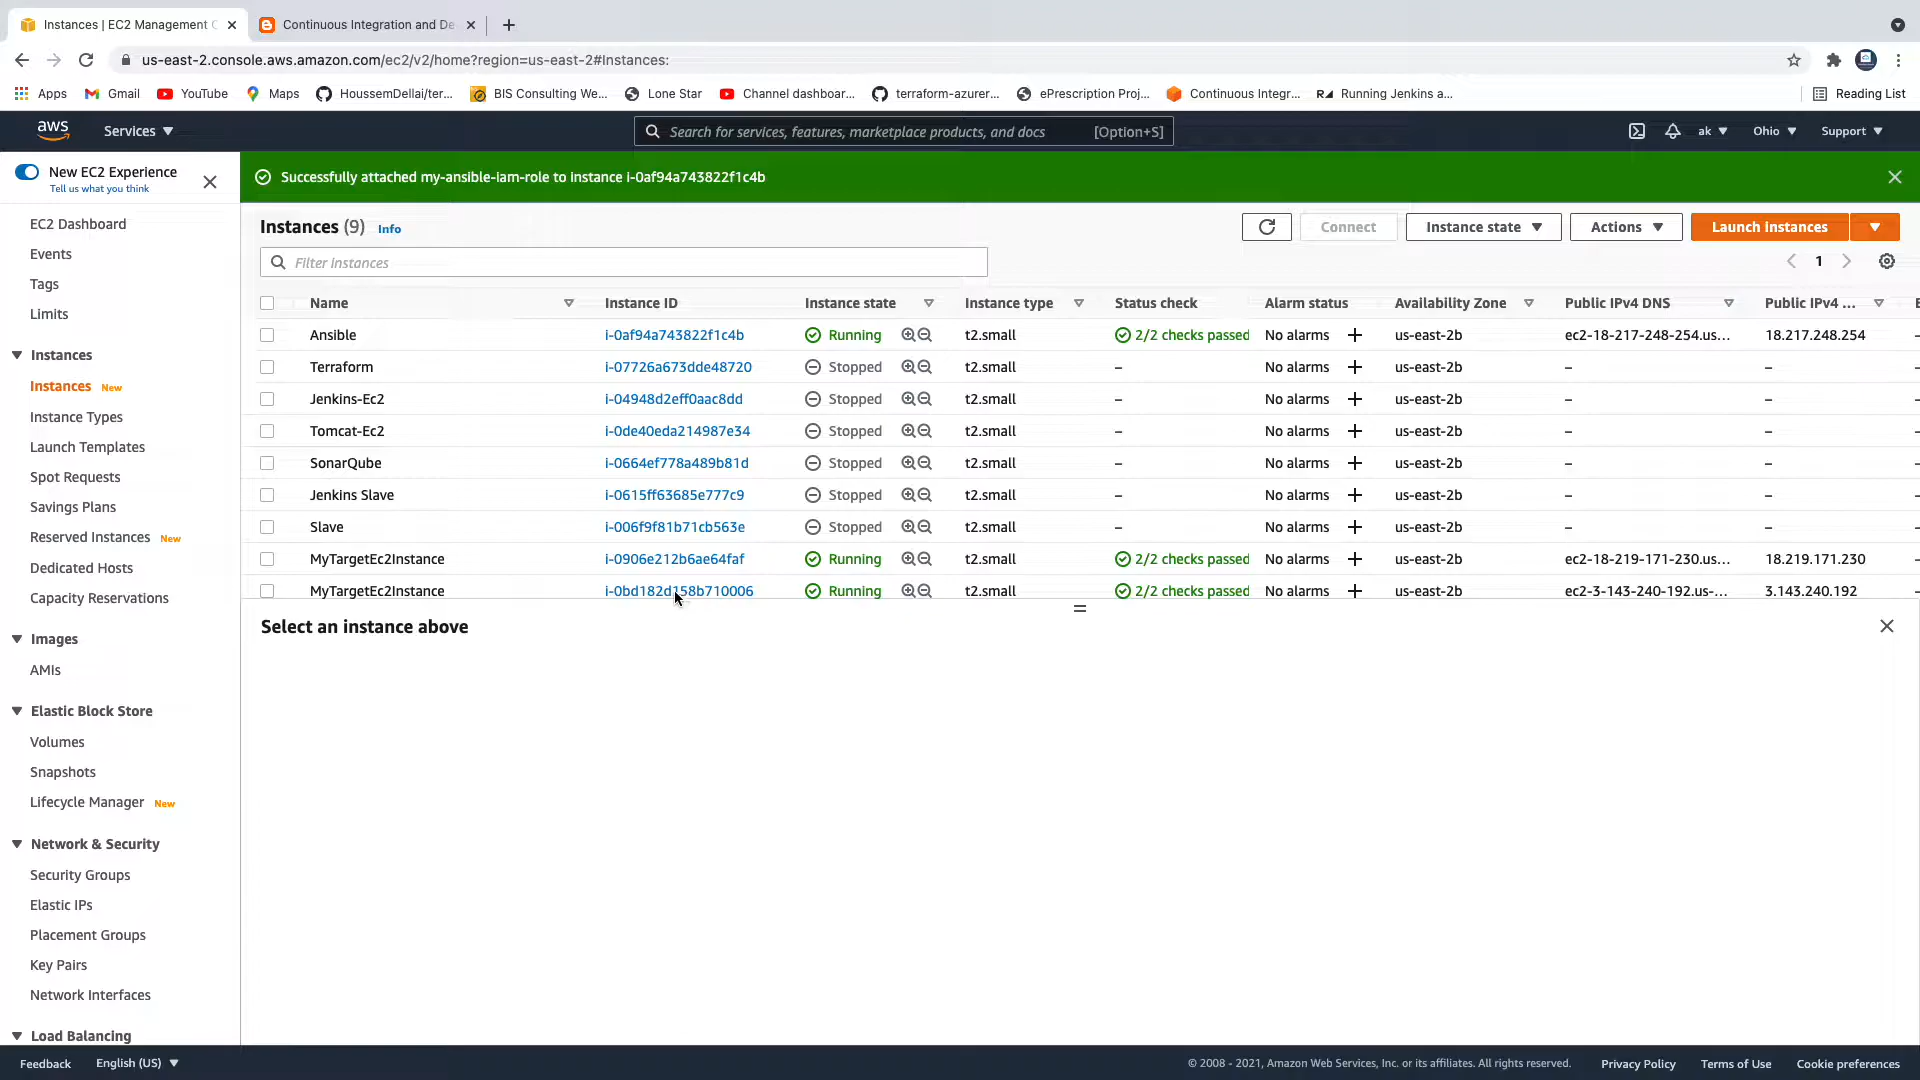 Instances | EC2 Management C
Continuous Integration and De
us-east-2.console.aws.amazon.com/ec2/v2/home?region=us-east-2#Instances:
Apps Gmail YouTube Maps HoussemDellai/ter... BIS Consulting We... Lone Star Channel dashboar... terraform-azurer... ePrescription Proj... Continuous Integr... Running Jenkins a... Reading List
aws Services Search for services, features, marketplace products, and docs [Option+S] ak Ohio Support
New EC2 Experience
Tell us what you think
EC2 Dashboard
Events
Tags
Limits
Instances
Instances New
Instance Types
Launch Templates
Spot Requests
Savings Plans
Reserved Instances New
Dedicated Hosts
Capacity Reservations
Images
AMIs
Elastic Block Store
Volumes
Snapshots
Lifecycle Manager New
Network & Security
Security Groups
Elastic IPs
Placement Groups
Key Pairs
Network Interfaces
Load Balancing
Successfully attached my-ansible-iam-role to instance i-0af94a743822f1c4b
Instances (9) Info Connect Instance state Actions Launch Instances
Filter Instances 1
Name Instance ID Instance state Instance type Status check Alarm status Availability Zone Public IPv4 DNS Public IPv4 ...
Ansible i-0af94a743822f1c4b Running t2.small 2/2 checks passed No alarms + us-east-2b ec2-18-217-248-254.us... 18.217.248.254 –
Terraform i-07726a673dde48720 Stopped t2.small – No alarms + us-east-2b – – –
Jenkins-Ec2 i-04948d2eff0aac8dd Stopped t2.small – No alarms + us-east-2b – – –
Tomcat-Ec2 i-0de40eda214987e34 Stopped t2.small – No alarms + us-east-2b – – –
SonarQube i-0664ef778a489b81d Stopped t2.small – No alarms + us-east-2b – – –
Jenkins Slave i-0615ff63685e777c9 Stopped t2.small – No alarms + us-east-2b – – –
Slave i-006f9f81b71cb563e Stopped t2.small – No alarms + us-east-2b – – –
MyTargetEc2Instance i-0906e212b6ae64faf Running t2.small 2/2 checks passed No alarms + us-east-2b ec2-18-219-171-230.us... 18.219.171.230 –
MyTargetEc2Instance i-0bd182d158b710006 Running t2.small 2/2 checks passed No alarms + us-east-2b ec2-3-143-240-192.us-... 3.143.240.192 –
Select an instance above
Feedback English (US) © 2008 - 2021, Amazon Web Services, Inc. or its affiliates. All rights reserved. Privacy Policy Terms of Use Cookie preferences